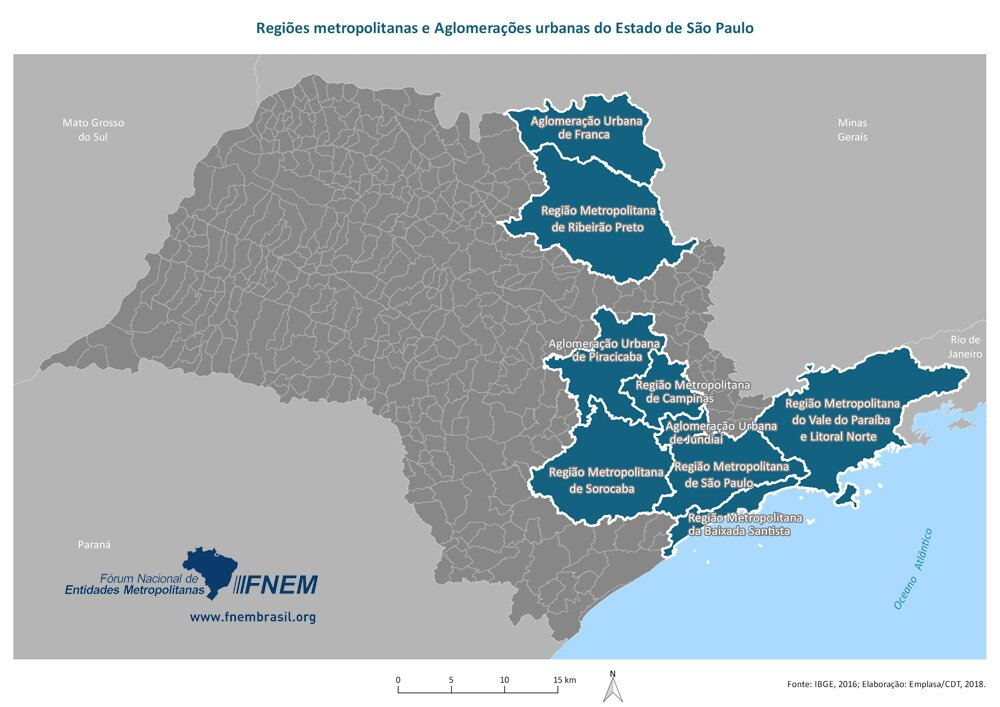 Regiões metropolitanas e Aglomerações urbanas do Estado de São Paulo
Mato Grosso
do Sul
Minas
Gerais
Aglomeração Urbana
de Franca
Região Metropolitana
de Ribeirão Preto
Aglomeração Urbana
de Piracicaba
Rio de
Janeiro
Região Metropolitana
de Campinas
Região Metropolitana
do Vale do Paraíba
e Litoral Norte
Aglomeração Urbana
de Jundiaí
Região Metropolitana
de Sorocaba
Região Metropolitana
de São Paulo
Região Metropolitana
da Baixada Santista
Paraná
Oceano Atlântico
Fórum Nacional de
Entidades Metropolitanas
FNEM
www.fnembrasil.org
0 5 10 15 km
N
Fonte: IBGE, 2016; Elaboração: Emplasa/CDT, 2018.